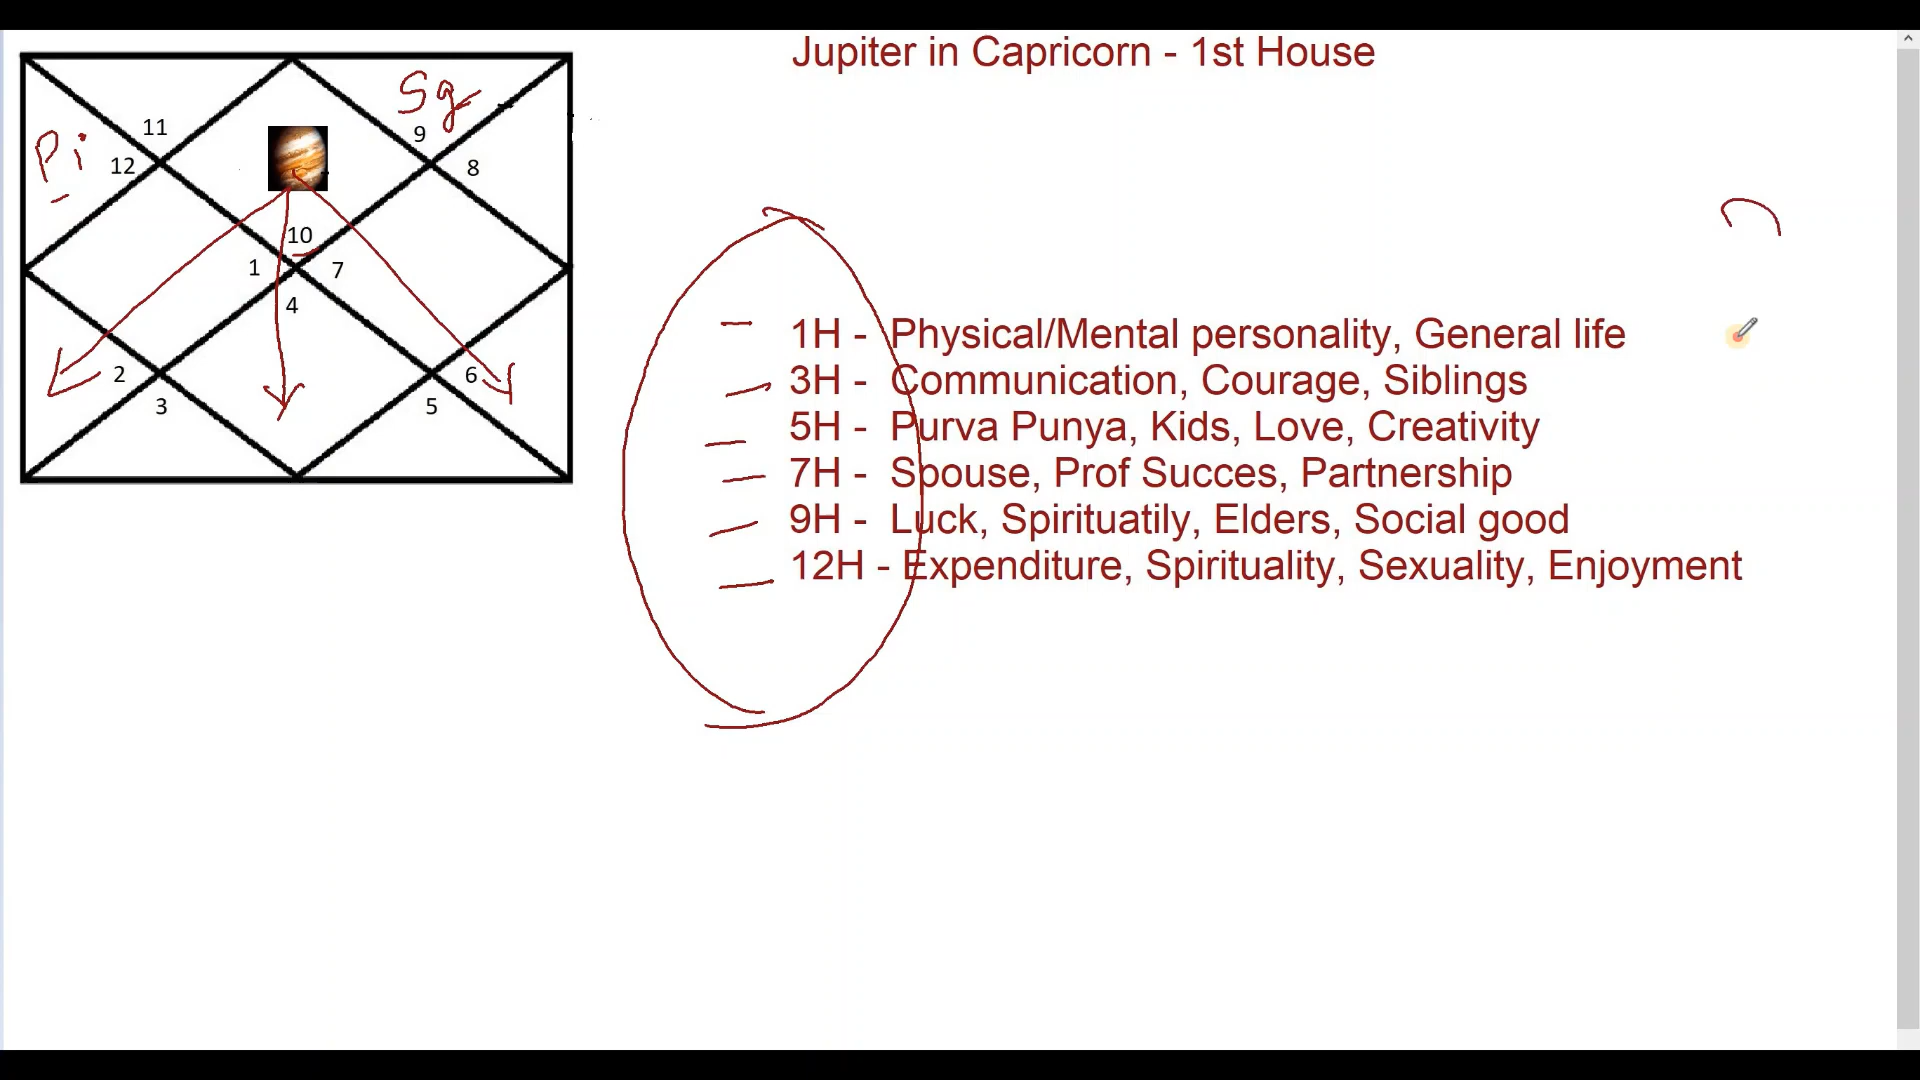 Jupiter in Capricorn - 1st House
Sg
Pi
11
9
12
8
10
1
7
4
2
6
3
5
1H - Physical/Mental personality, General life
3H - Communication, Courage, Siblings
5H - Purva Punya, Kids, Love, Creativity
7H - Spouse, Prof Succes, Partnership
9H - Luck, Spirituatily, Elders, Social good
12H - Expenditure, Spirituality, Sexuality, Enjoyment